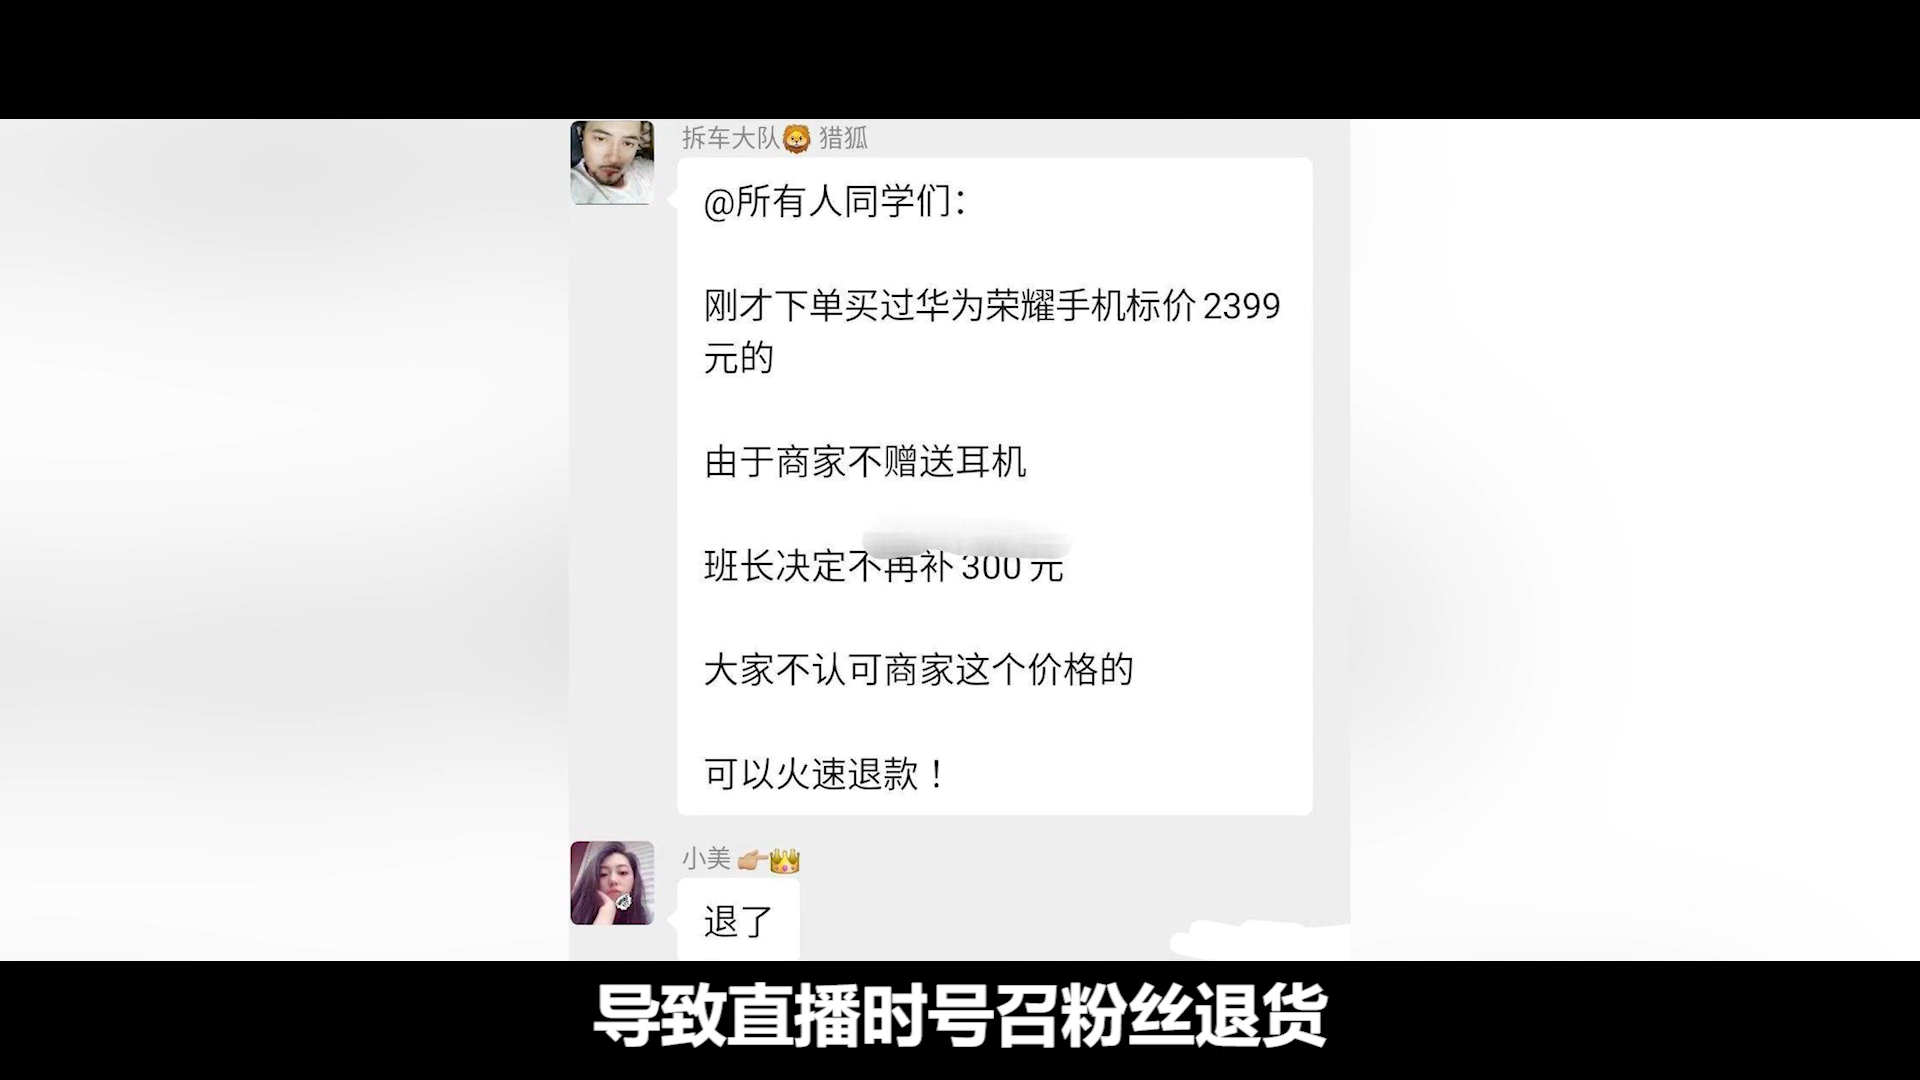 拆车大队🦁 猎狐
@所有人同学们：
刚才下单买过华为荣耀手机标价2399
元的
由于商家不赠送耳机
班长决定不再补300元
大家不认可商家这个价格的
可以火速退款！
小美👉👑
退了
导致直播时号召粉丝退货